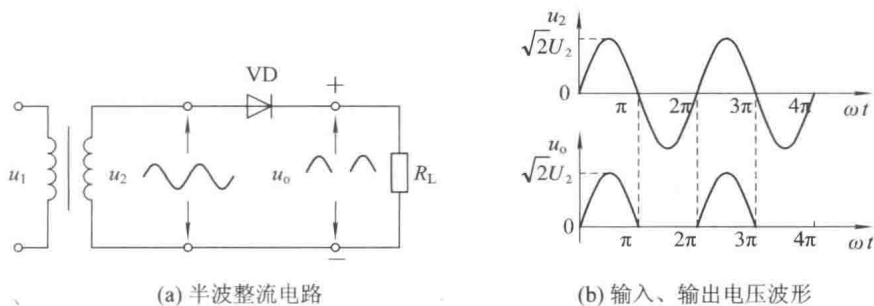 VD
+
u₁
u₂
uₒ
R_L
−
(a) 半波整流电路
u₂
√2U₂
0
π
2π
3π
4π
ωt
uₒ
√2U₂
0
π
2π
3π
4π
ωt
(b) 输入、输出电压波形